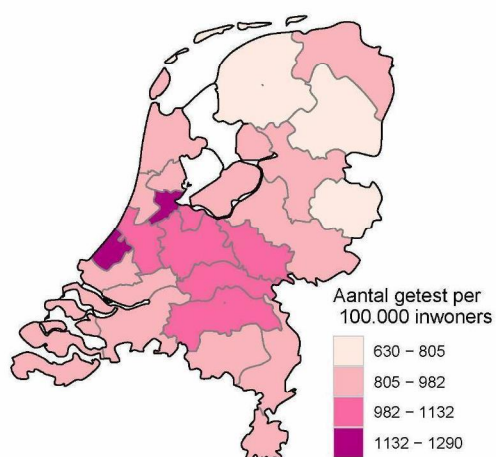 Aantal getest per
100.000 inwoners
630 – 805
805 – 982
982 – 1132
1132 – 1290